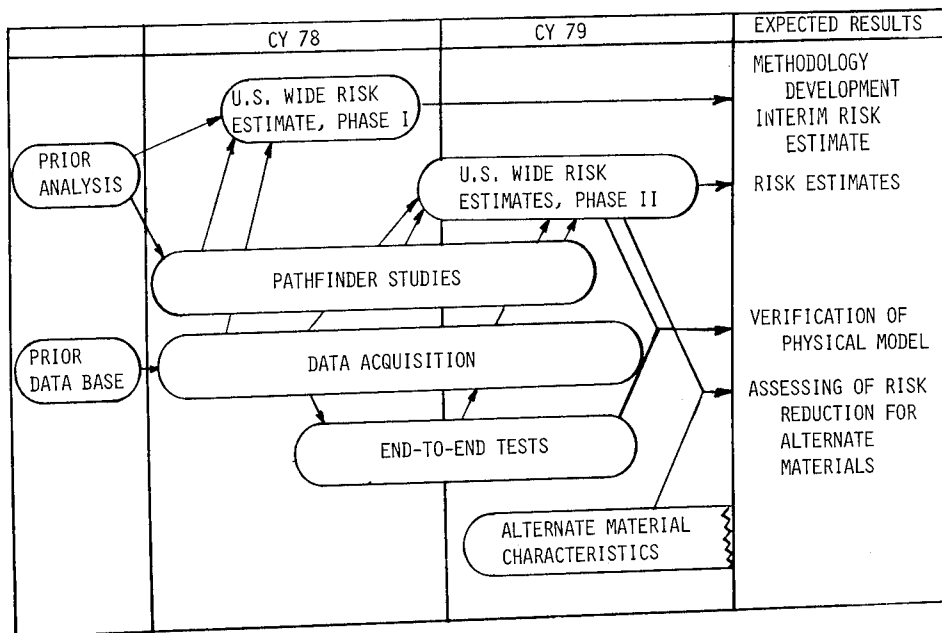 CY 78
CY 79
EXPECTED RESULTS
U.S. WIDE RISK
ESTIMATE, PHASE I
METHODOLOGY
DEVELOPMENT
INTERIM RISK
ESTIMATE
PRIOR
ANALYSIS
U.S. WIDE RISK
ESTIMATES, PHASE II
RISK ESTIMATES
PATHFINDER STUDIES
PRIOR
DATA BASE
DATA ACQUISITION
VERIFICATION OF
PHYSICAL MODEL
END-TO-END TESTS
ASSESSING OF RISK
REDUCTION FOR
ALTERNATE
MATERIALS
ALTERNATE MATERIAL
CHARACTERISTICS